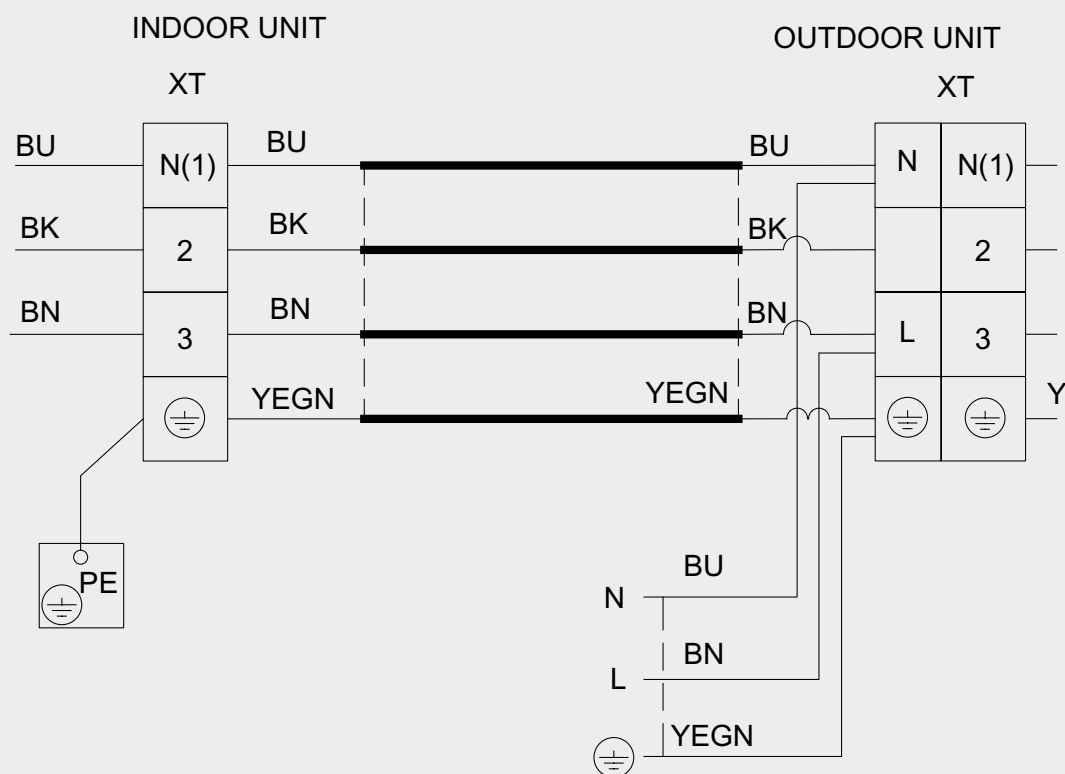 INDOOR UNIT
OUTDOOR UNIT
XT
XT
BU N(1) BU BU N N(1)
BK 2 BK BK 2
BN 3 BN BN L 3
YEGN YEGN Y
PE
N BU
L BN
YEGN